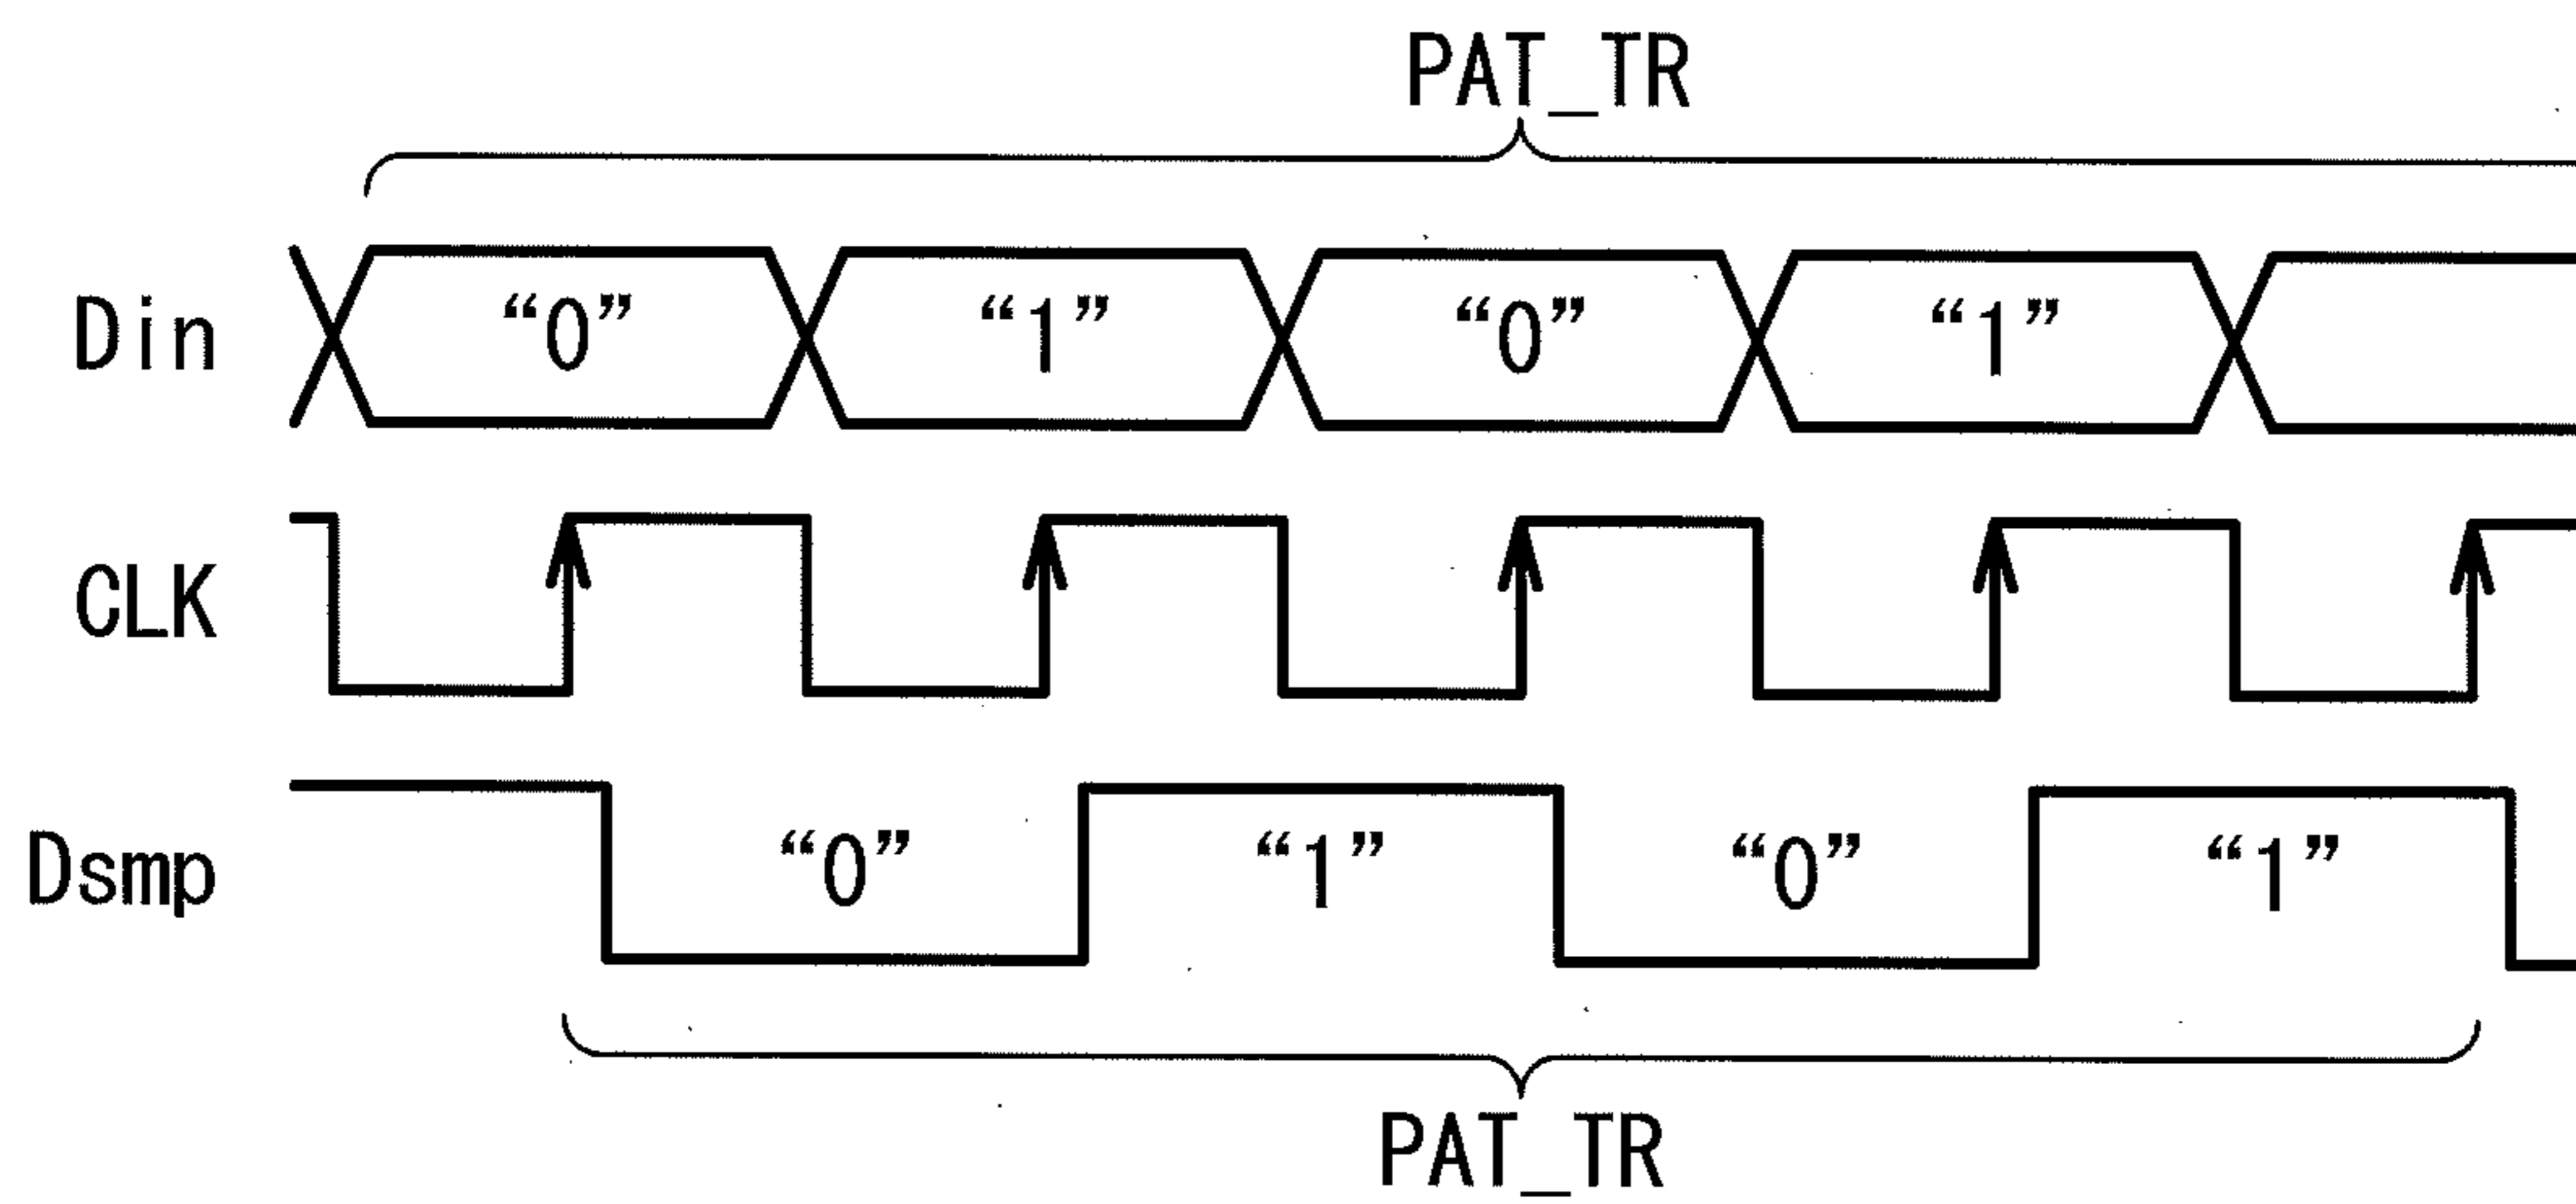 PAT_TR
Din “0” “1” “0” “1”
CLK
Dsmp “0” “1” “0” “1”
PAT_TR